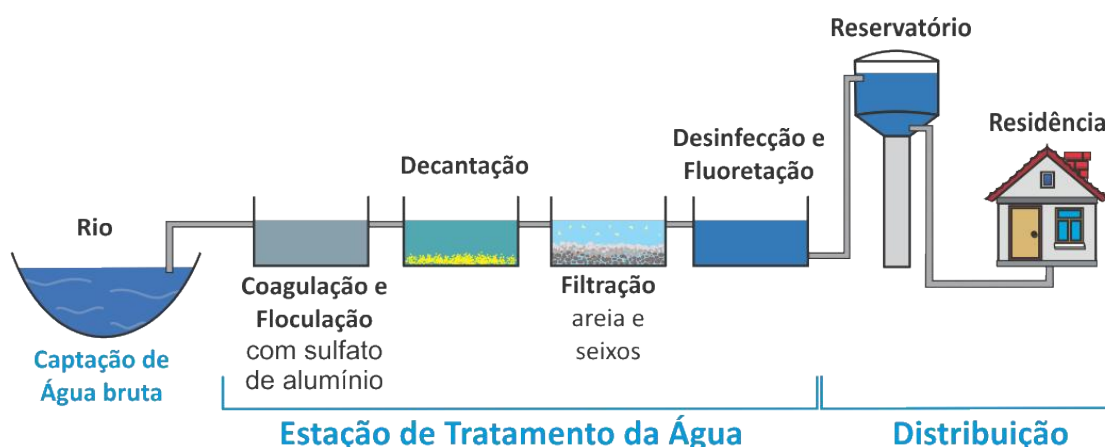 Reservatório
Residência
Desinfecção e
Fluoretação
Decantação
Rio
Coagulação e
Floculação
com sulfato
de alumínio
Filtração
areia e
seixos
Captação de
Água bruta
Estação de Tratamento da Água
Distribuição